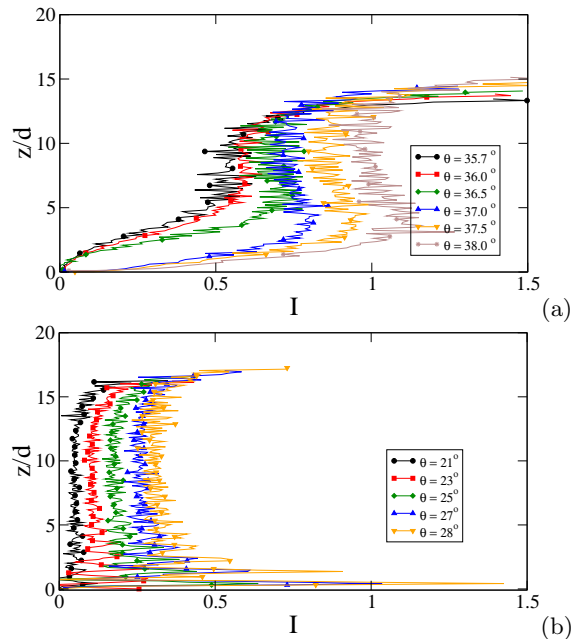 20
15
10
5
0
z/d
0
0.5
1
1.5
I
θ = 35.7 o
θ = 36.0 o
θ = 36.5 o
θ = 37.0 o
θ = 37.5 o
θ = 38.0 o
(a)
20
15
10
5
0
z/d
0
0.5
1
1.5
I
θ = 21 o
θ = 23 o
θ = 25 o
θ = 27 o
θ = 28 o
(b)